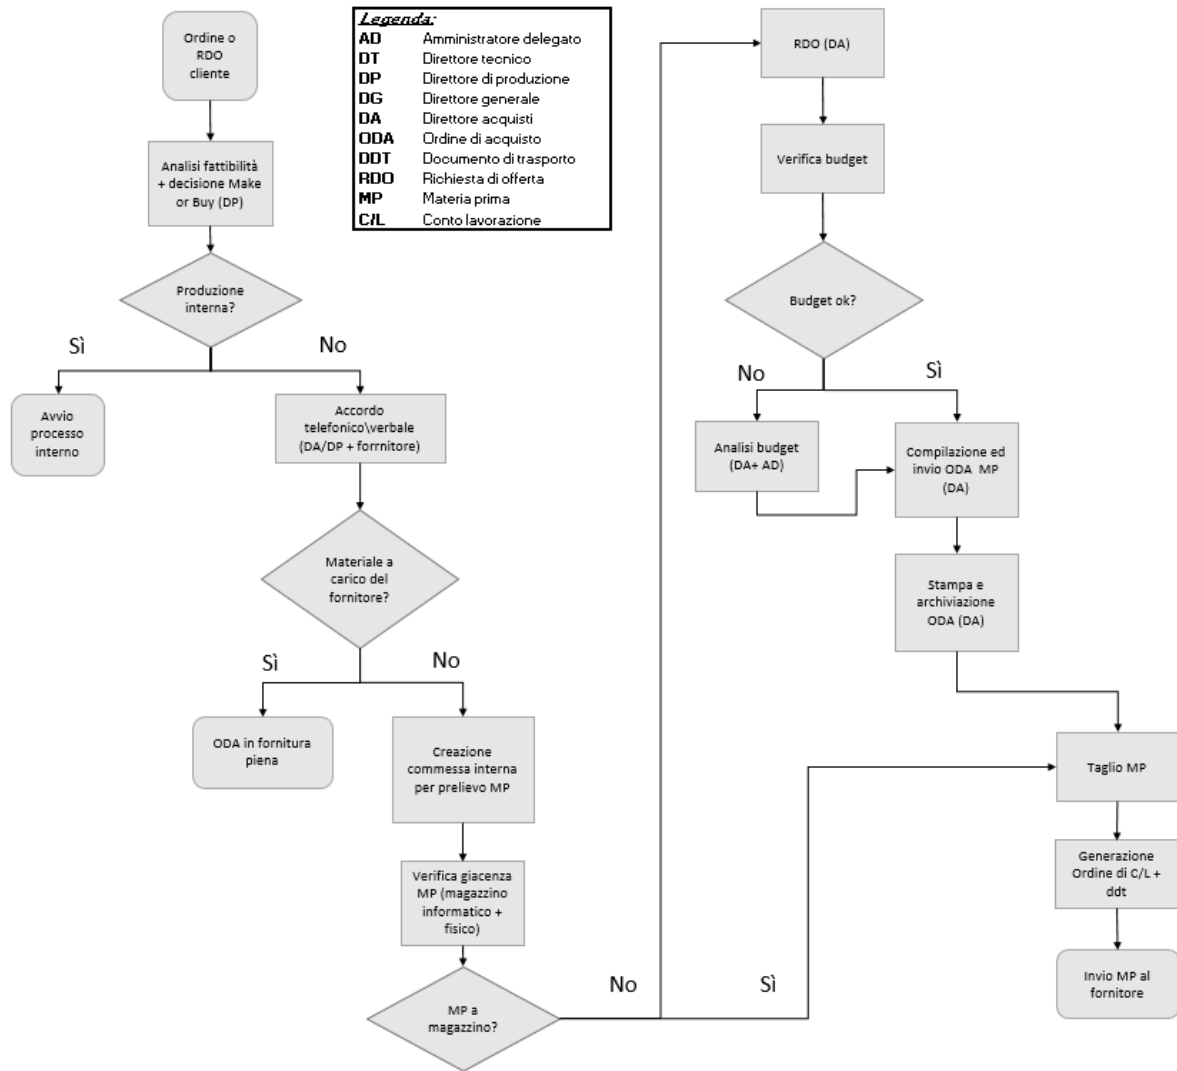 Ordine o
RDO
cliente
Analisi fattibilità
+ decisione Make
or Buy (DP)
Produzione
interna?
Sì
No
Avvio
processo
interno
Accordo
telefonico\verbale
(DA/DP + forrnitore)
Materiale a
carico del
fornitore?
Sì
No
ODA in fornitura
piena
Creazione
commessa interna
per prelievo MP
Verifica giacenza
MP (magazzino
informatico +
fisico)
MP a
magazzino?
No
Sì
Legenda:
AD Amministratore delegato
DT Direttore tecnico
DP Direttore di produzione
DG Direttore generale
DA Direttore acquisti
ODA Ordine di acquisto
DDT Documento di trasporto
RDO Richiesta di offerta
MP Materia prima
C/L Conto lavorazione
RDO (DA)
Verifica budget
Budget ok?
No
Sì
Analisi budget
(DA+ AD)
Compilazione ed
invio ODA MP
(DA)
Stampa e
archiviazione
ODA (DA)
Taglio MP
Generazione
Ordine di C/L +
ddt
Invio MP al
fornitore